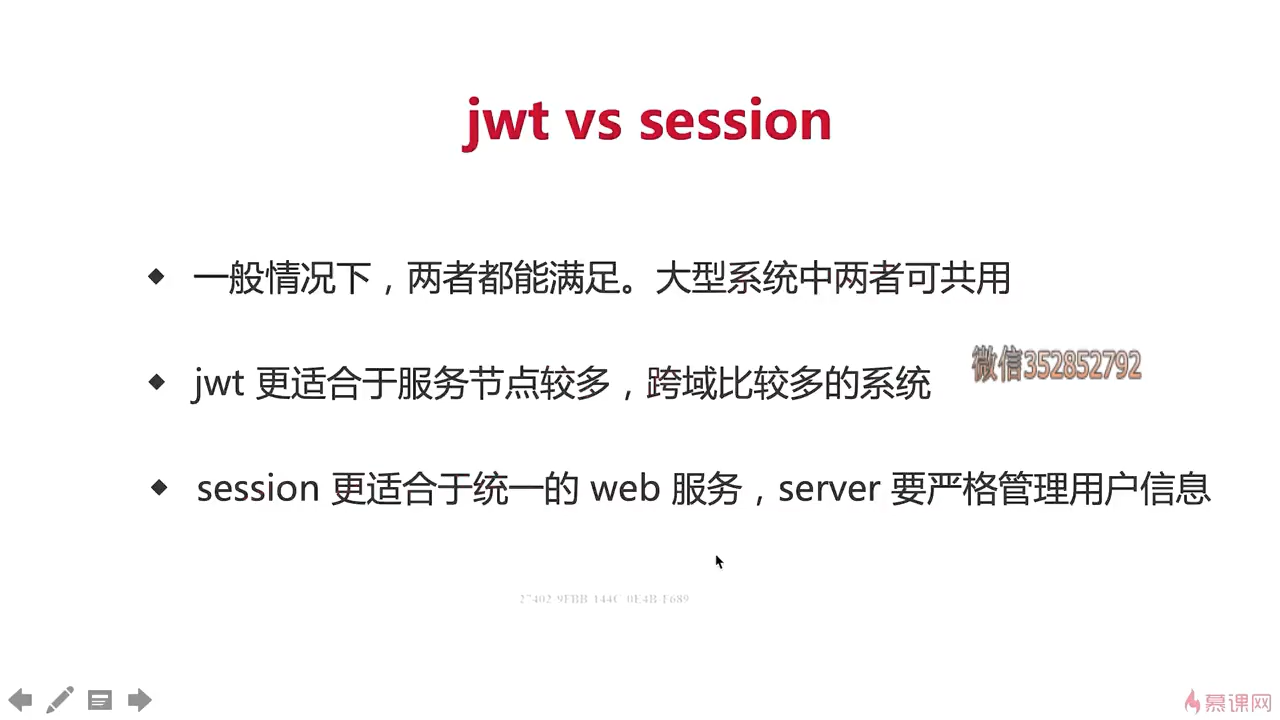 jwt vs session
一般情况下，两者都能满足。大型系统中两者可共用
微信352852792
jwt 更适合于服务节点较多，跨域比较多的系统
session 更适合于统一的 web 服务，server 要严格管理用户信息
慕课网